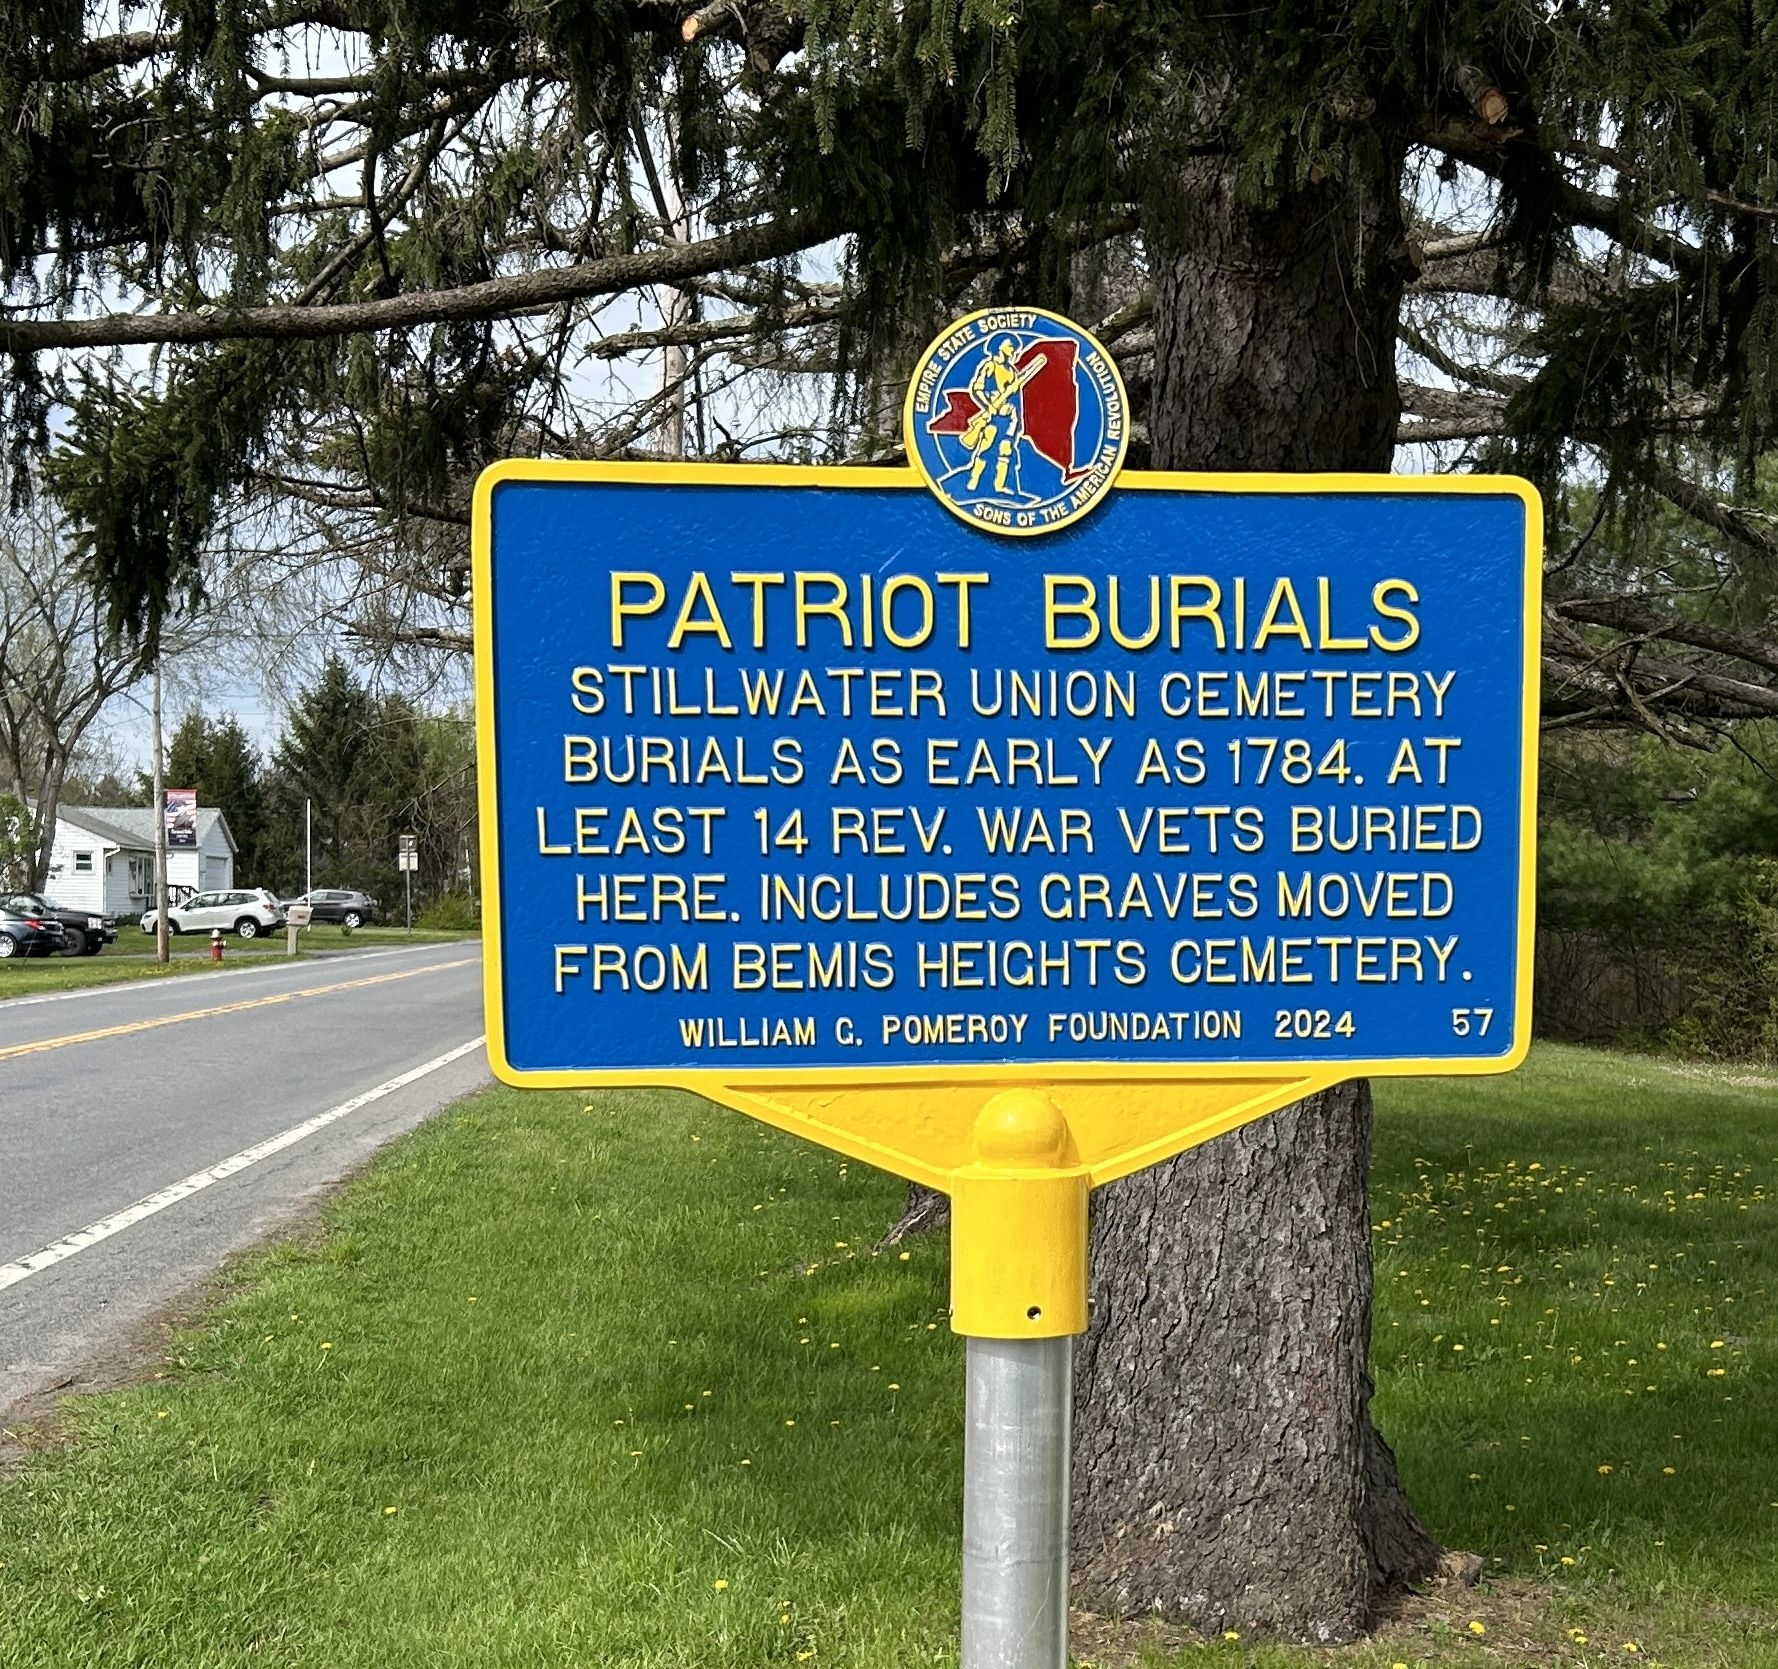 EMPIRE STATE SOCIETY
SONS OF THE AMERICAN REVOLUTION
PATRIOT BURIALS
STILLWATER UNION CEMETERY
BURIALS AS EARLY AS 1784. AT
LEAST 14 REV. WAR VETS BURIED
HERE. INCLUDES GRAVES MOVED
FROM BEMIS HEIGHTS CEMETERY.
WILLIAM G. POMEROY FOUNDATION 2024 57